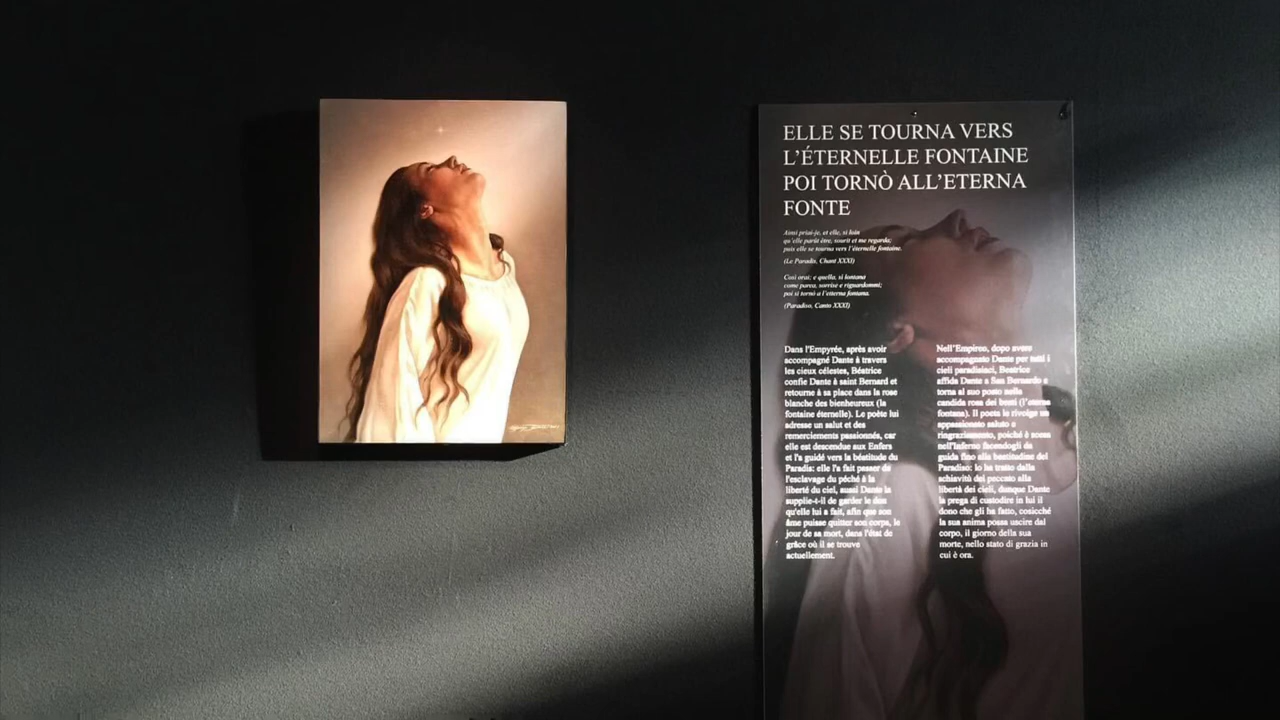 ELLE SE TOURNA VERS
L'ÉTERNELLE FONTAINE
POI TORNÒ ALL'ETERNA
FONTE
Ainsi priai-je, et elle, si loin
qu'elle parût être, sourit et me regarda;
puis elle se tourna vers l'éternelle fontaine.
(Le Paradis, Chant XXXI)
Così orai; e quella, sì lontana
come parea, sorrise e riguardommi;
poi si tornò a l'etterna fontana.
(Paradiso, Canto XXXI)
Dans l'Empyrée, après avoir
accompagné Dante à travers
les cieux célestes, Béatrice
confie Dante à saint Bernard et
retourne à sa place dans la rose
blanche des bienheureux (la
fontaine éternelle). Le poète lui
adresse un salut et des
remerciements passionnés, car
elle est descendue aux Enfers
et l'a guidé vers la béatitude du
Paradis: elle l'a fait passer de
l'esclavage du péché à la
liberté du ciel, aussi Dante la
supplie-t-il de garder le don
qu'elle lui a fait, afin que son
âme puisse quitter son corps, le
jour de sa mort, dans l'état de
grâce où il se trouve
actuellement.
Nell'Empireo, dopo avere
accompagnato Dante per tutti i
cieli paradisiaci, Beatrice
affida Dante a San Bernardo e
torna al suo posto nella
candida rosa dei beati (l'eterna
fontana). Il poeta le rivolge un
appassionato saluto e
ringraziamento, poiché è scesa
nell'Inferno facendogli da
guida fino alla beatitudine del
Paradiso: lo ha tratto dalla
schiavitù del peccato alla
libertà dei cieli, dunque Dante
la prega di custodire in lui il
dono che gli ha fatto, cosicché
la sua anima possa uscire dal
corpo, il giorno della sua
morte, nello stato di grazia in
cui è ora.